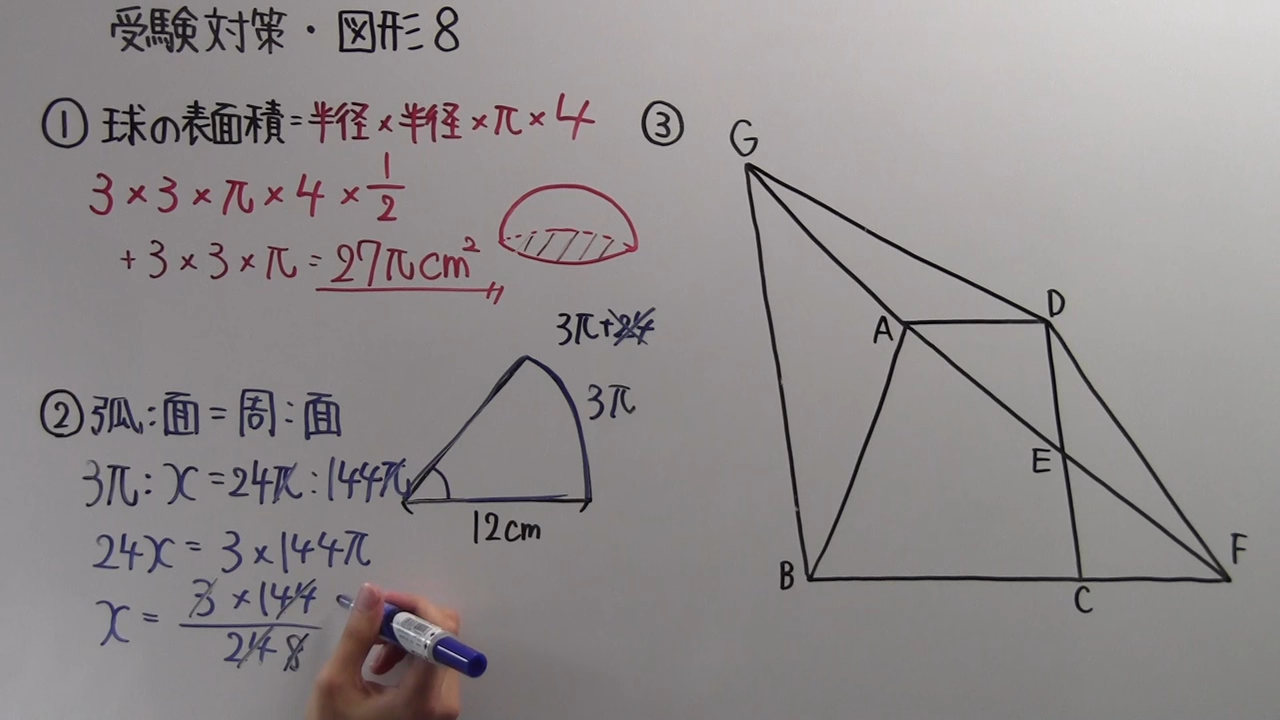 受験対策・図形8
① 球の表面積=半径×半径×π×4
3×3×π×4×1/2
+3×3×π=27πcm²
② 弧:面=周:面
3π:x=24π:144π
24x=3×144π
x=3×144/24 8
3π+24
3π
12cm
③
G
A
D
E
B
C
F